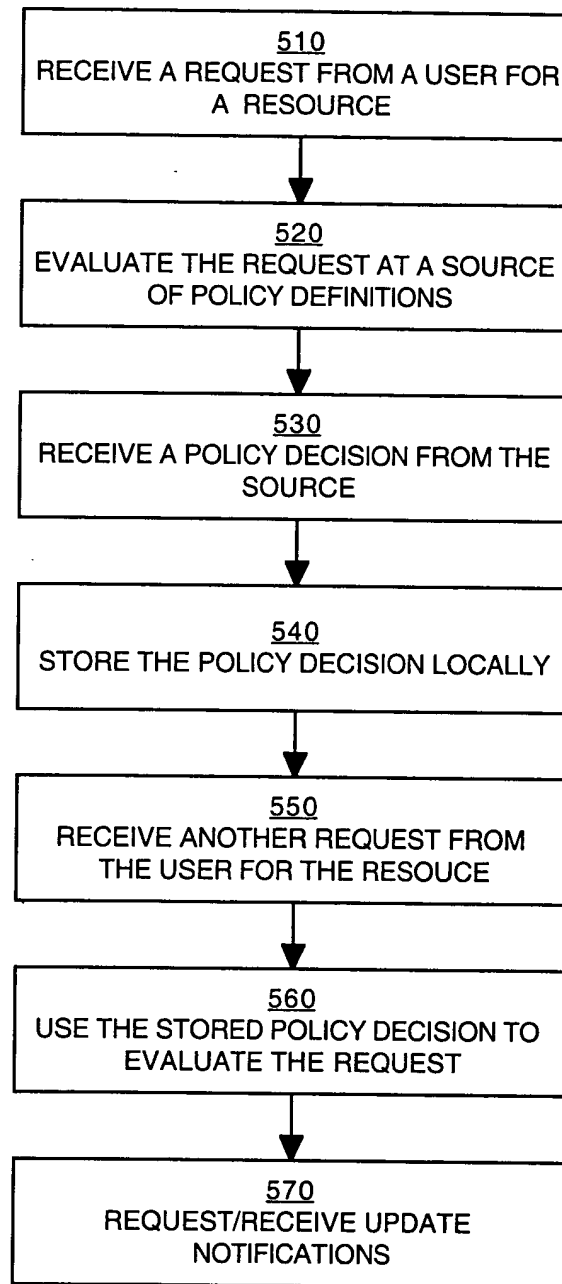 510
RECEIVE A REQUEST FROM A USER FOR
A RESOURCE
520
EVALUATE THE REQUEST AT A SOURCE
OF POLICY DEFINITIONS
530
RECEIVE A POLICY DECISION FROM THE
SOURCE
540
STORE THE POLICY DECISION LOCALLY
550
RECEIVE ANOTHER REQUEST FROM
THE USER FOR THE RESOUCE
560
USE THE STORED POLICY DECISION TO
EVALUATE THE REQUEST
570
REQUEST/RECEIVE UPDATE
NOTIFICATIONS